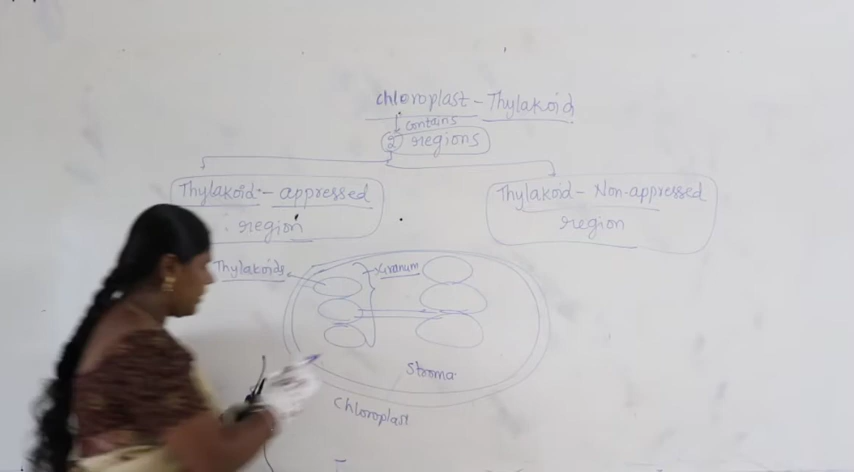 chloroplast - Thylakoid
contains
2 regions
Thylakoid - appressed
region
Thylakoid - Non-appressed
region
Thylakoids
Granum
Stroma
Chloroplast